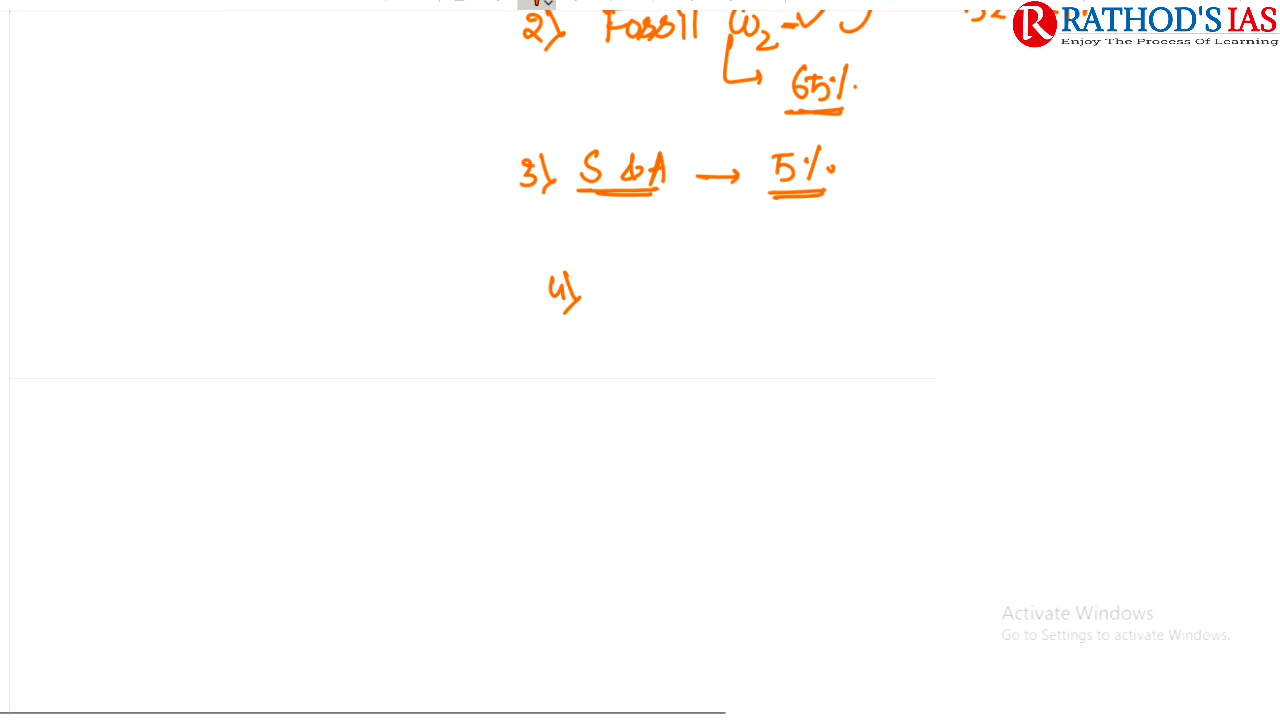 RATHOD'S IAS
Enjoy The Process Of Learning
2) Fossil CO2
65%
3) S & A → 5%
4)
Activate Windows
Go to Settings to activate Windows.